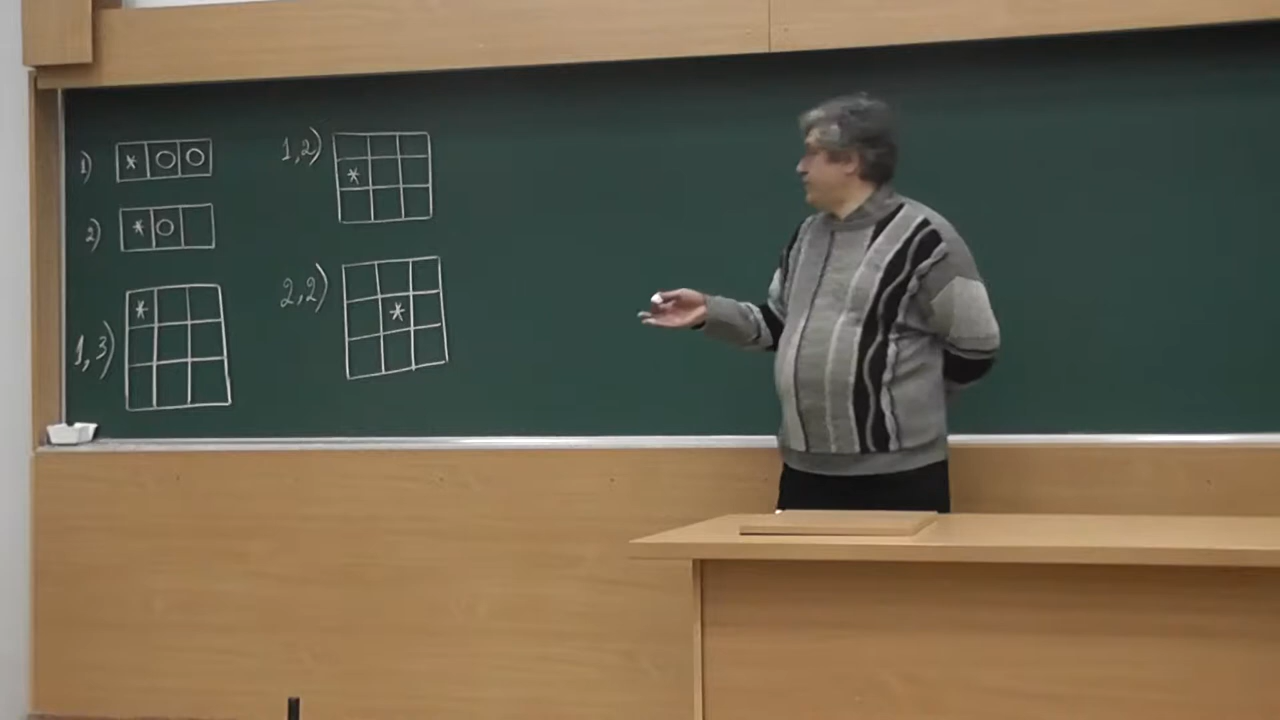 1) * O O
2) * O
1,3) *
1,2) *
2,2) *